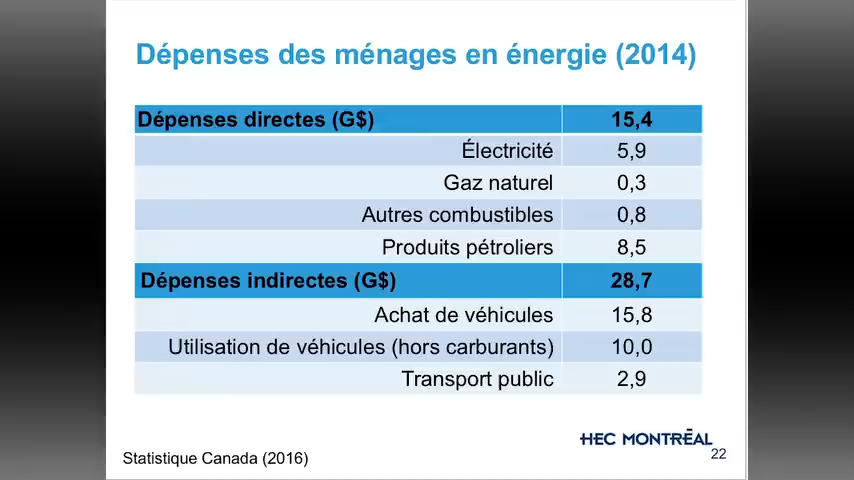 Dépenses des ménages en énergie (2014)
Dépenses directes (G$) 15,4
Électricité 5,9
Gaz naturel 0,3
Autres combustibles 0,8
Produits pétroliers 8,5
Dépenses indirectes (G$) 28,7
Achat de véhicules 15,8
Utilisation de véhicules (hors carburants) 10,0
Transport public 2,9
HEC MONTRÉAL
22
Statistique Canada (2016)